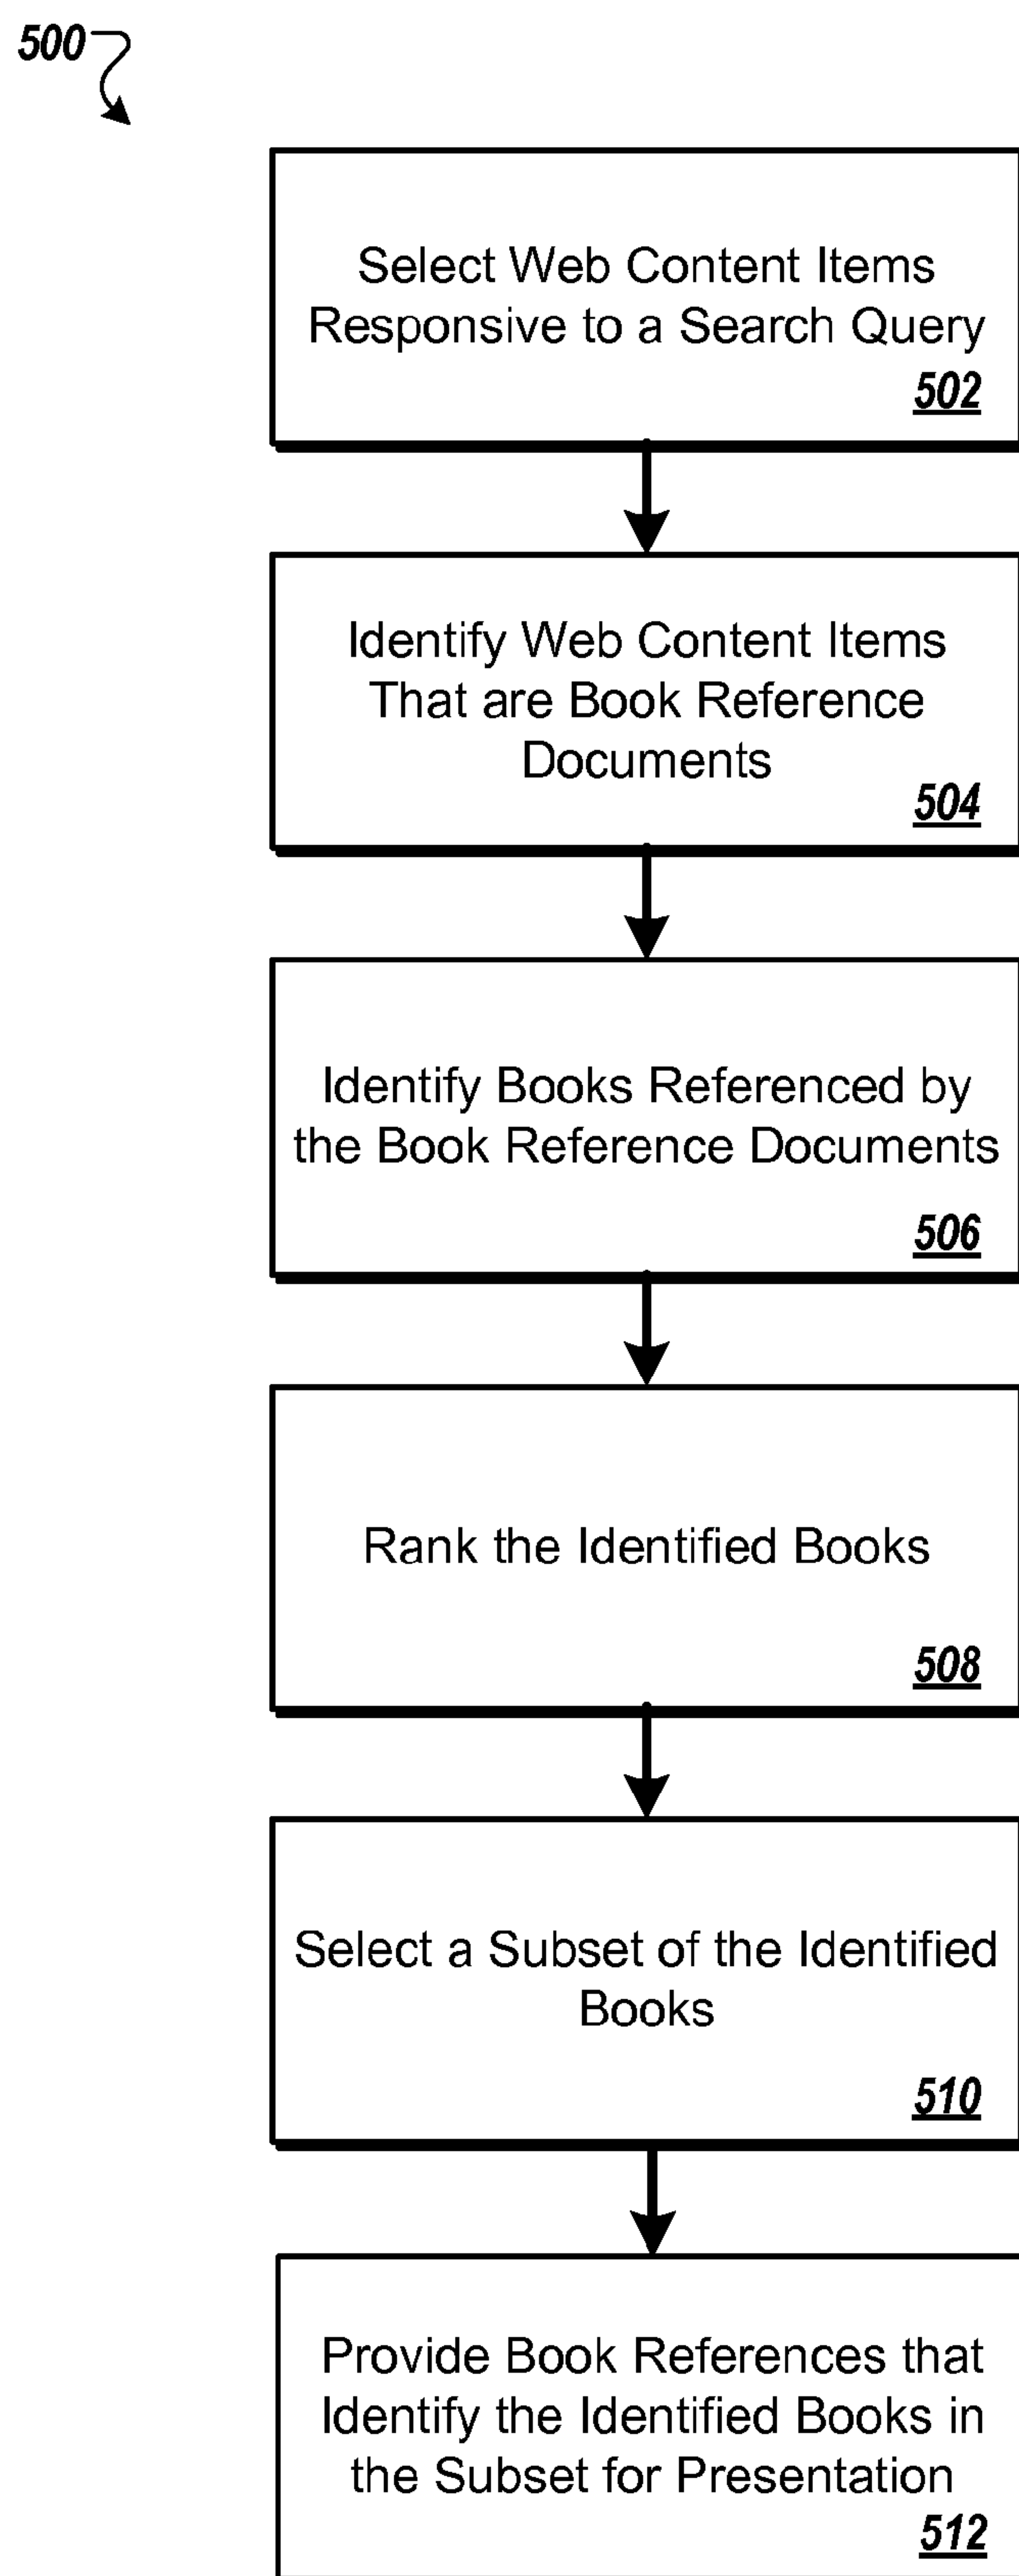 500
Select Web Content Items
Responsive to a Search Query
502
Identify Web Content Items
That are Book Reference
Documents
504
Identify Books Referenced by
the Book Reference Documents
506
Rank the Identified Books
508
Select a Subset of the Identified
Books
510
Provide Book References that
Identify the Identified Books in
the Subset for Presentation
512